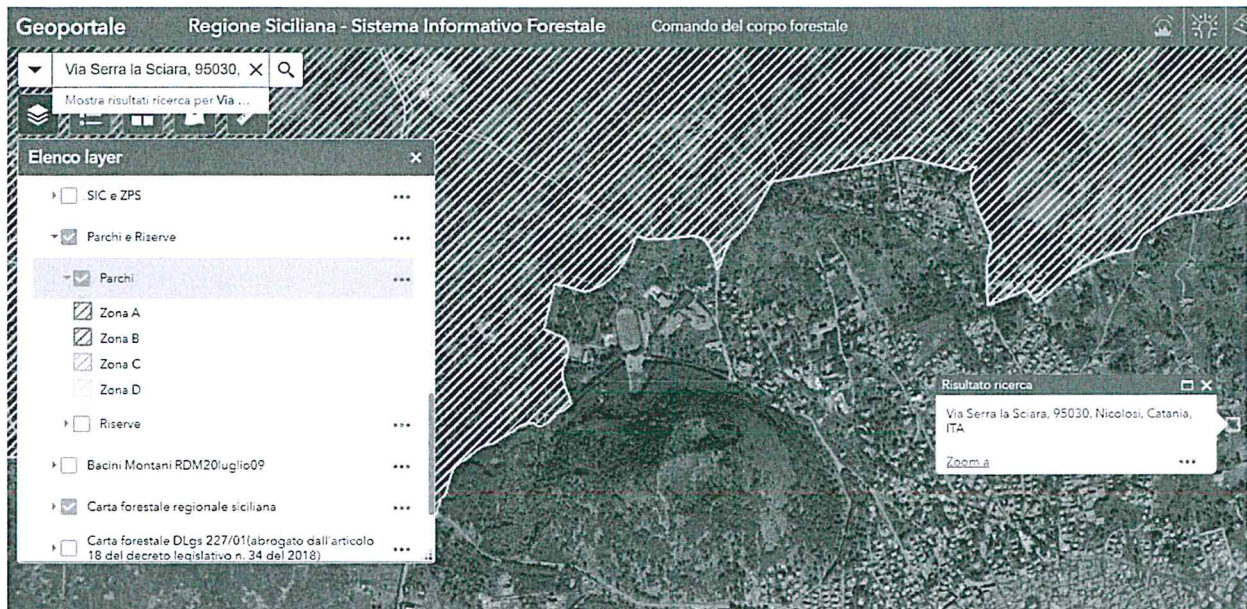 Geoportale Regione Siciliana - Sistema Informativo Forestale Comando del corpo forestale
Via Serra la Sciara, 95030,
Mostra risultati ricerca per Via ...
Elenco layer
SIC e ZPS
Parchi e Riserve
Parchi
Zona A
Zona B
Zona C
Zona D
Riserve
Bacini Montani RDM20luglio09
Carta forestale regionale siciliana
Carta forestale DLgs 227/01(abrogato dall'articolo
18 del decreto legislativo n. 34 del 2018)
Risultato ricerca
Via Serra la Sciara, 95030, Nicolosi, Catania,
ITA
Zoom a